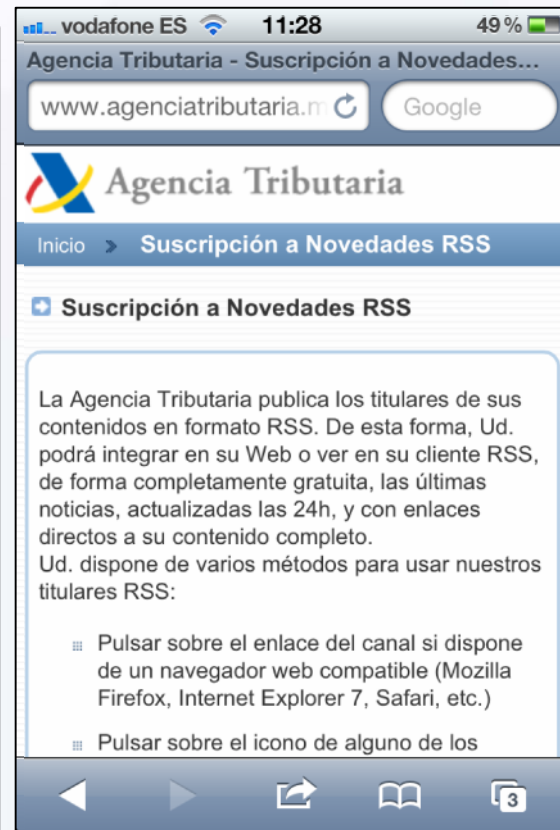 vodafone ES 11:28 49 %
Agencia Tributaria - Suscripción a Novedades...
www.agenciatributaria.m Google
Agencia Tributaria
Inicio Suscripción a Novedades RSS
Suscripción a Novedades RSS
La Agencia Tributaria publica los titulares de sus
contenidos en formato RSS. De esta forma, Ud.
podrá integrar en su Web o ver en su cliente RSS,
de forma completamente gratuita, las últimas
noticias, actualizadas las 24h, y con enlaces
directos a su contenido completo.
Ud. dispone de varios métodos para usar nuestros
titulares RSS:
Pulsar sobre el enlace del canal si dispone
de un navegador web compatible (Mozilla
Firefox, Internet Explorer 7, Safari, etc.)
Pulsar sobre el icono de alguno de los
3